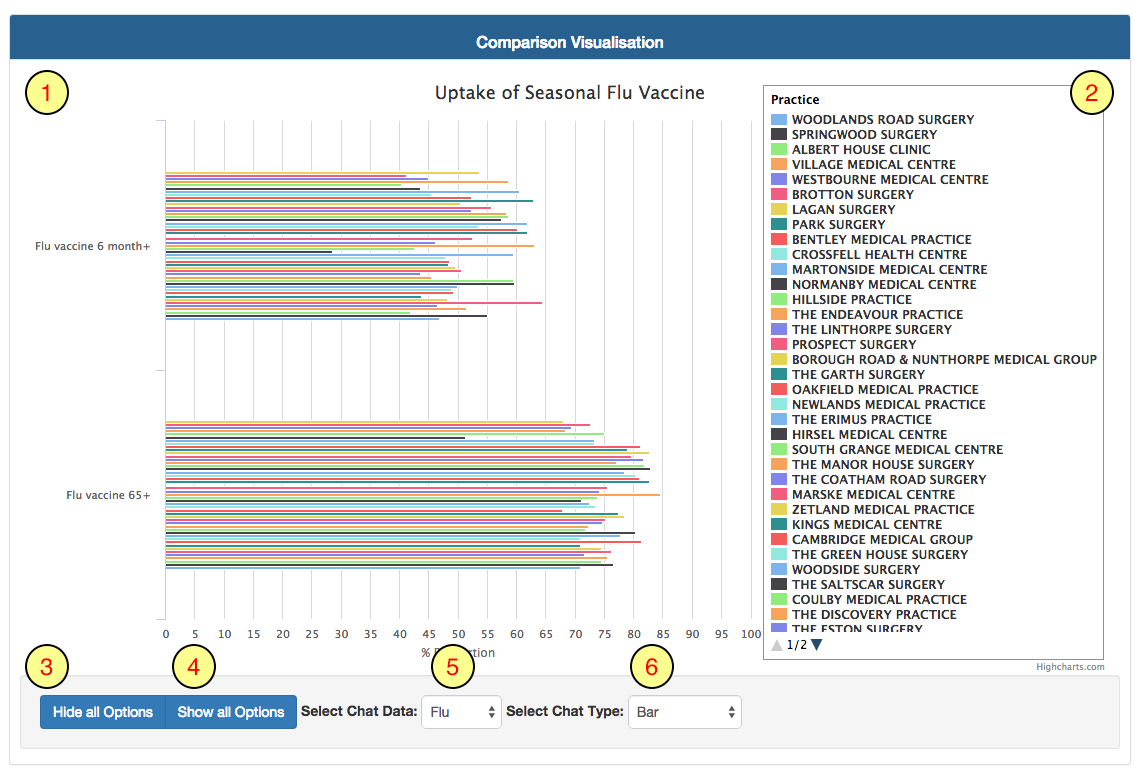 Comparison Visualisation
1
Uptake of Seasonal Flu Vaccine
2
Flu vaccine 6 month+
Flu vaccine 65+
0 5 10 15 20 25 30 35 40 45 50 55 60 65 70 75 80 85 90 95 100
%
Practice
WOODLANDS ROAD SURGERY
SPRINGWOOD SURGERY
ALBERT HOUSE CLINIC
VILLAGE MEDICAL CENTRE
WESTBOURNE MEDICAL CENTRE
BROTTON SURGERY
LAGAN SURGERY
PARK SURGERY
BENTLEY MEDICAL PRACTICE
CROSSFELL HEALTH CENTRE
MARTONSIDE MEDICAL CENTRE
NORMANBY MEDICAL CENTRE
HILLSIDE PRACTICE
THE ENDEAVOUR PRACTICE
THE LINTHORPE SURGERY
PROSPECT SURGERY
BOROUGH ROAD & NUNTHORPE MEDICAL GROUP
THE GARTH SURGERY
OAKFIELD MEDICAL PRACTICE
NEWLANDS MEDICAL PRACTICE
THE ERIMUS PRACTICE
HIRSEL MEDICAL CENTRE
SOUTH GRANGE MEDICAL CENTRE
THE MANOR HOUSE SURGERY
THE COATHAM ROAD SURGERY
MARSKE MEDICAL CENTRE
ZETLAND MEDICAL PRACTICE
KINGS MEDICAL CENTRE
CAMBRIDGE MEDICAL GROUP
THE GREEN HOUSE SURGERY
WOODSIDE SURGERY
THE SALTSCAR SURGERY
COULBY MEDICAL PRACTICE
THE DISCOVERY PRACTICE
THE ESTON SURGERY
1/2
Highcharts.com
3 4 5 6
Hide all Options Show all Options Select Chat Data: Flu Select Chat Type: Bar